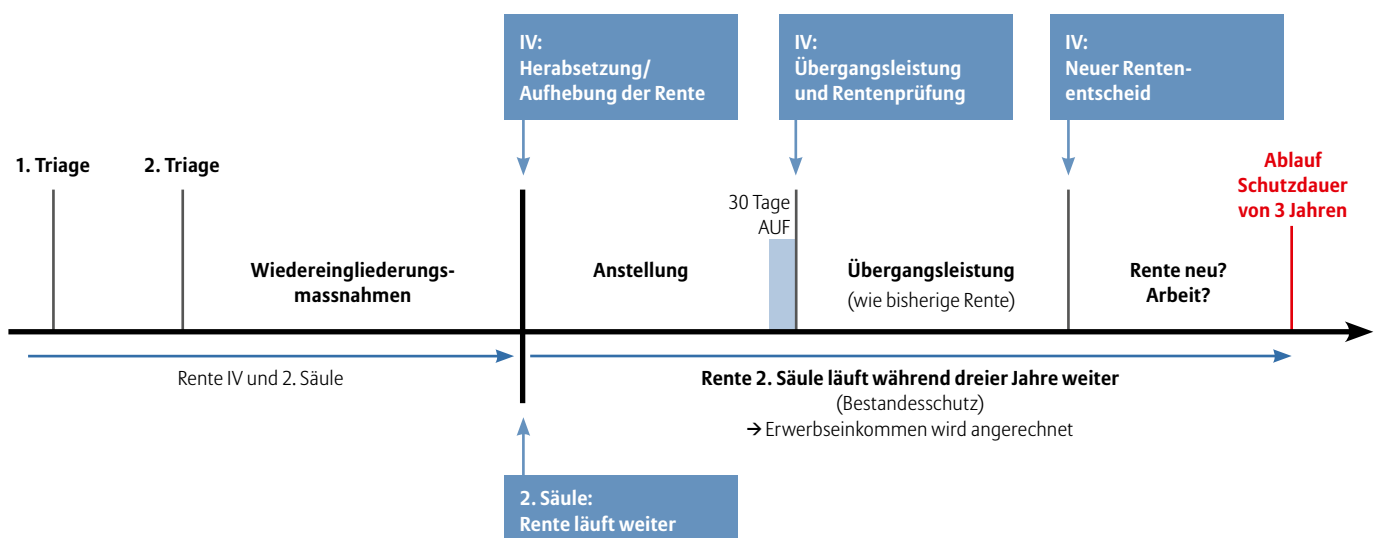 IV:
Herabsetzung/
Aufhebung der Rente
IV:
Übergangsleistung
und Rentenprüfung
IV:
Neuer Renten-
entscheid
1. Triage
2. Triage
Ablauf
Schutzdauer
von 3 Jahren
30 Tage
AUF
Wiedereingliederungs-
massnahmen
Anstellung
Übergangsleistung
(wie bisherige Rente)
Rente neu?
Arbeit?
Rente IV und 2. Säule
Rente 2. Säule läuft während dreier Jahre weiter
(Bestandesschutz)
→ Erwerbseinkommen wird angerechnet
2. Säule:
Rente läuft weiter